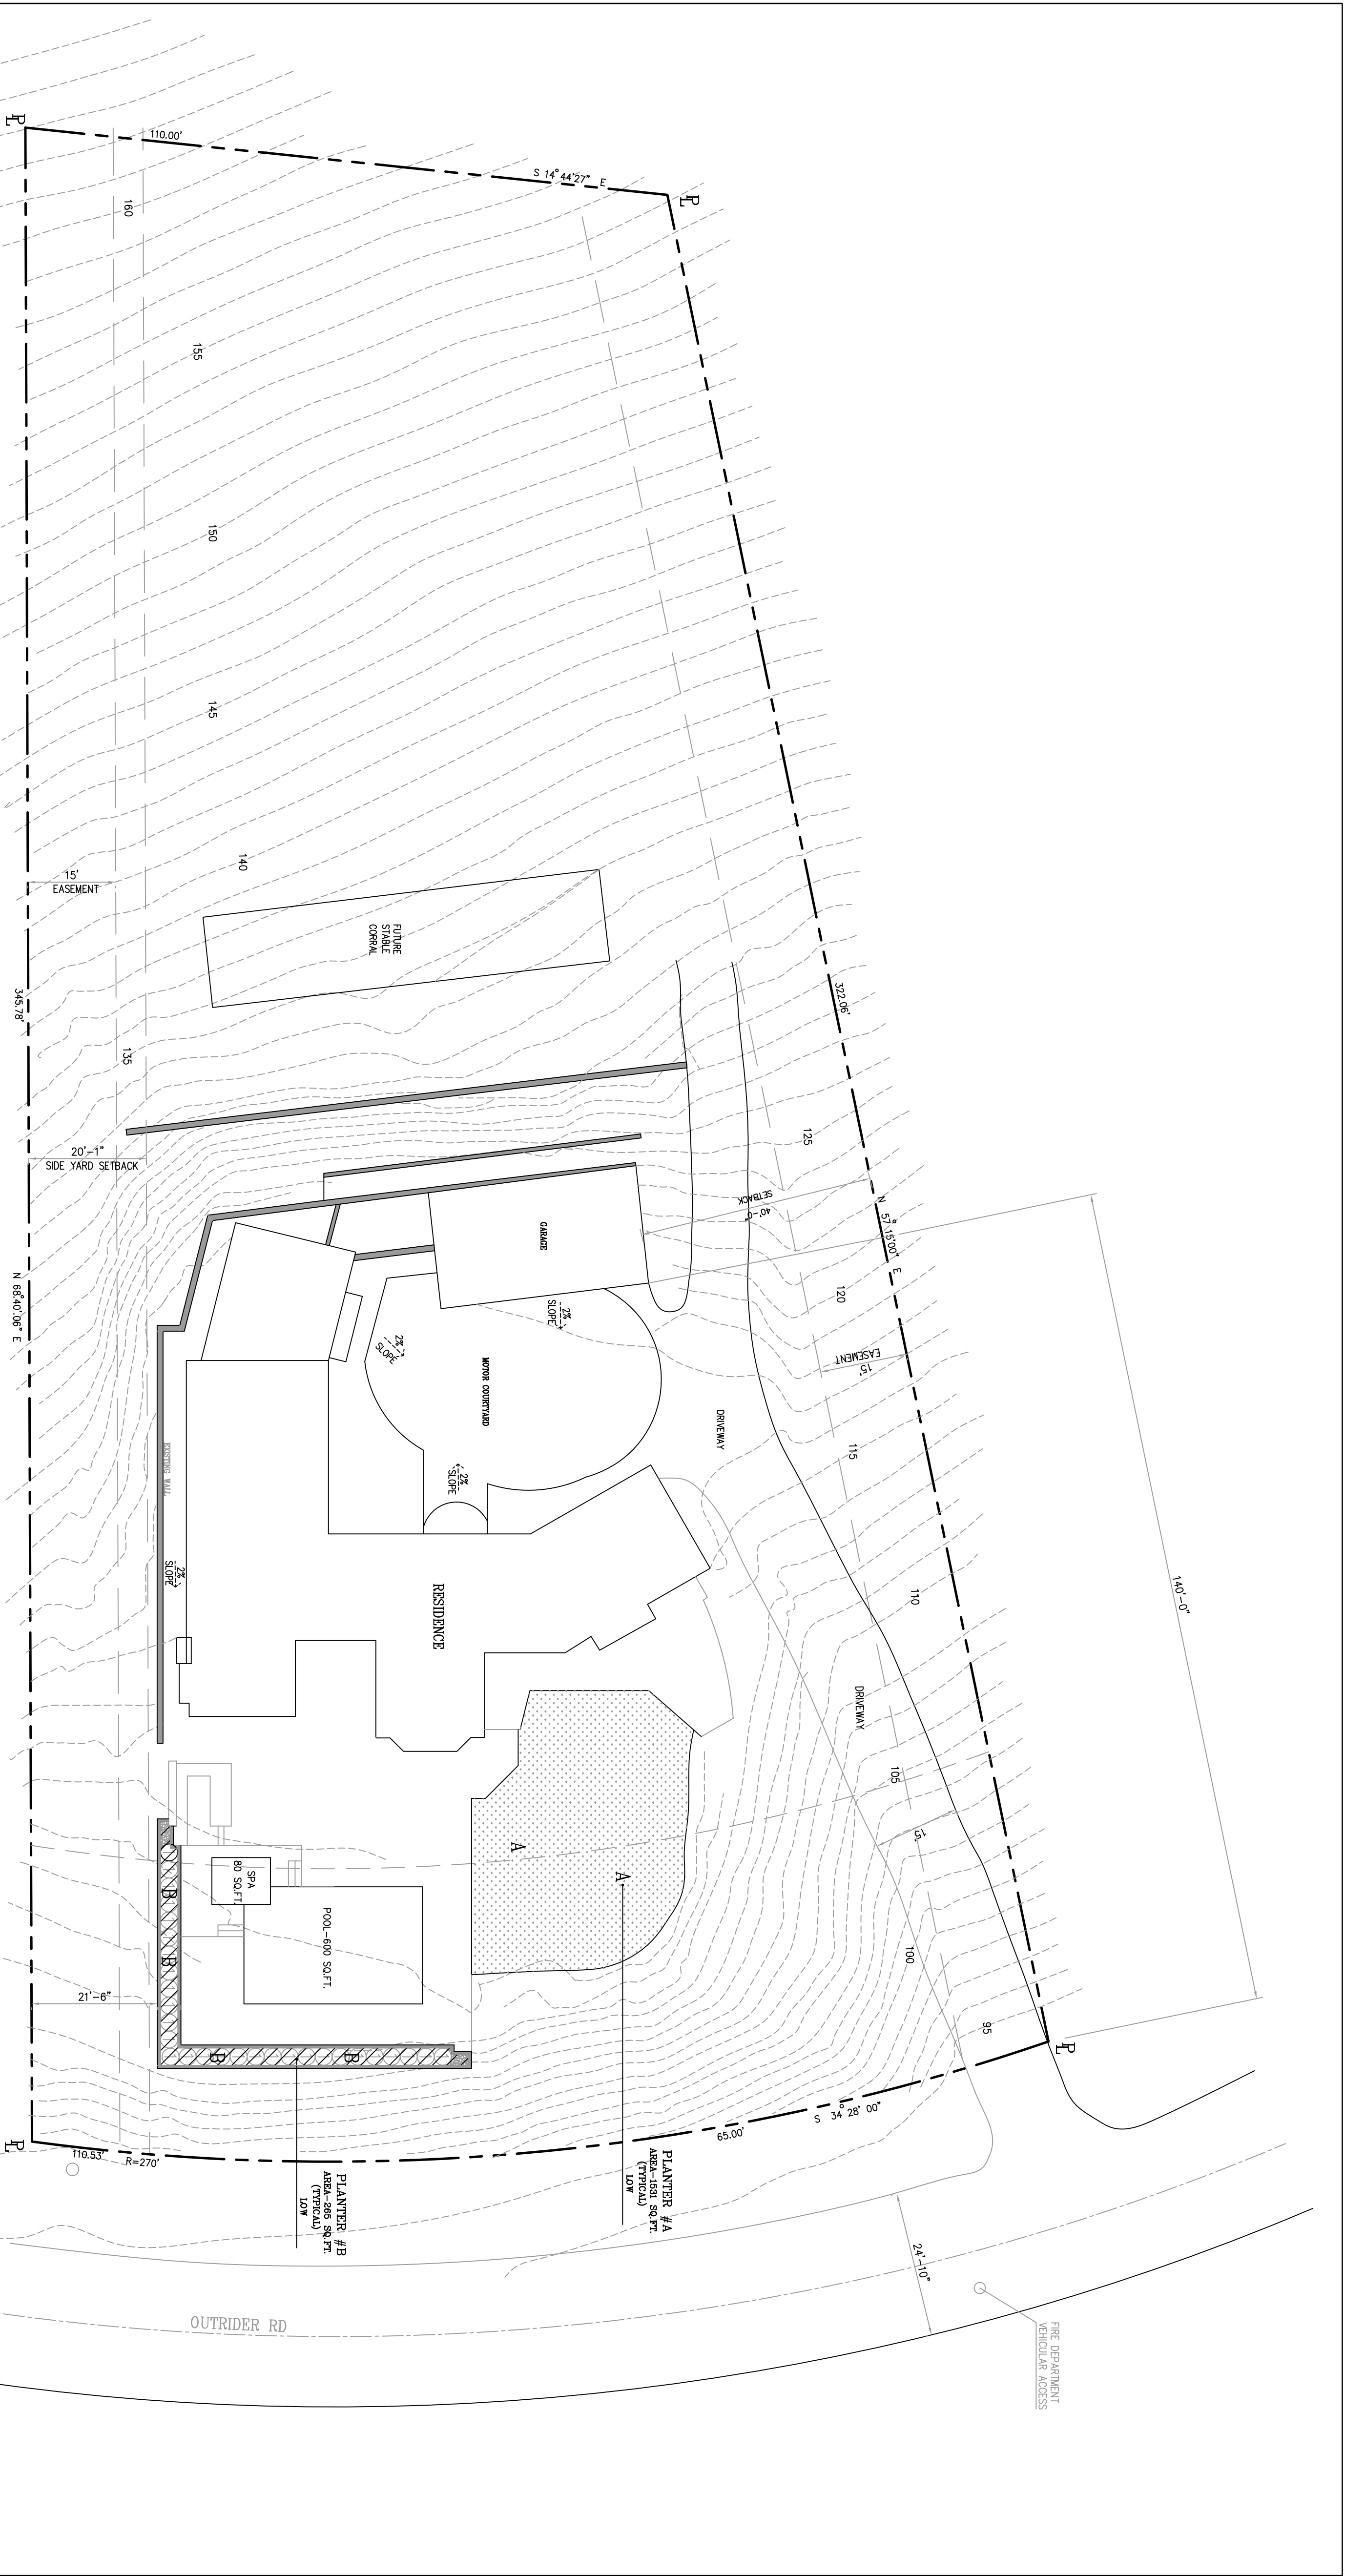 PL
110.00'
S 14°44'27" E
PL
160
155
150
145
140
15'
EASEMENT
FUTURE
STABLE
CORRAL
345.78'
322.06'
135
125
20'-1"
SIDE YARD SETBACK
40'-0"
SETBACK
N 57°15'00" E
GARAGE
120
N 68°40'06" E
2%
SLOPE
2%
SLOPE
15'
EASEMENT
MOTOR COURTYARD
DRIVEWAY
115
EXISTING WALL
2%
SLOPE
2%
SLOPE
110
140'-0"
RESIDENCE
DRIVEWAY
105
15'
A
A
SPA
80 SQ.FT.
B
B
POOL-600 SQ.FT.
100
21'-6"
95
B
B
PL
PL
110.53'
R=270'
65.00'
S 34°28'00"
PLANTER #A
AREA-1531 SQ.FT.
(TYPICAL)
LOW
PLANTER #B
AREA-265 SQ.FT.
(TYPICAL)
LOW
24'-10"
OUTRIDER RD
FIRE DEPARTMENT
VEHICULAR ACCESS